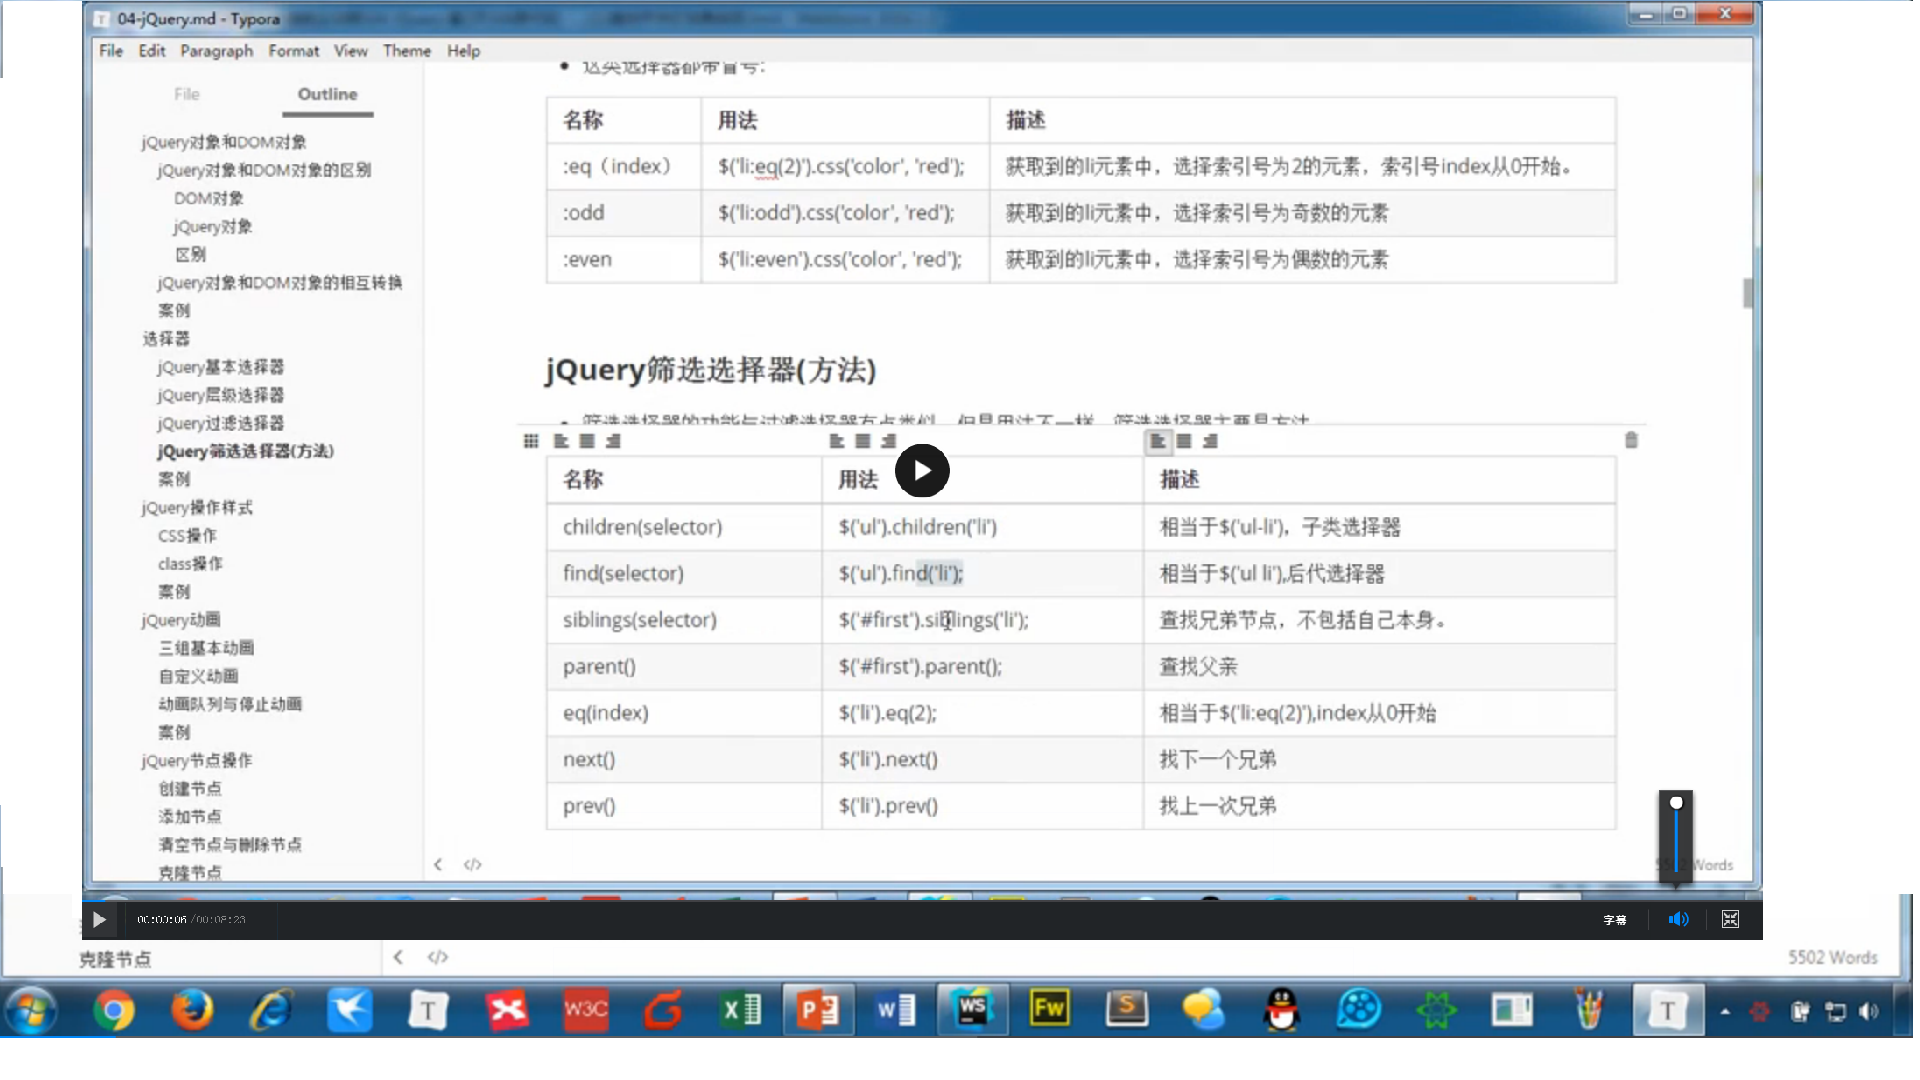 04-jQuery.md - Typora
File Edit Paragraph Format View Theme Help
File Outline
jQuery对象和DOM对象
jQuery对象和DOM对象的区别
DOM对象
jQuery对象
区别
jQuery对象和DOM对象的相互转换
案例
选择器
jQuery基本选择器
jQuery层级选择器
jQuery过滤选择器
jQuery筛选选择器(方法)
案例
jQuery操作样式
CSS操作
class操作
案例
jQuery动画
三组基本动画
自定义动画
动画队列与停止动画
案例
jQuery节点操作
创建节点
添加节点
清空节点与删除节点
克隆节点
这类选择器都带冒号:
名称 用法 描述
:eq（index） $('li:eq(2)').css('color', 'red'); 获取到的li元素中，选择索引号为2的元素，索引号index从0开始。
:odd $('li:odd').css('color', 'red'); 获取到的li元素中，选择索引号为奇数的元素
:even $('li:even').css('color', 'red'); 获取到的li元素中，选择索引号为偶数的元素
jQuery筛选选择器(方法)
筛选选择器的功能与过滤选择器有点类似，但是用法不一样，筛选选择器主要是方法
名称 用法 描述
children(selector) $('ul').children('li') 相当于$('ul-li')，子类选择器
find(selector) $('ul').find('li'); 相当于$('ul li'),后代选择器
siblings(selector) $('#first').siblings('li'); 查找兄弟节点，不包括自己本身。
parent() $('#first').parent(); 查找父亲
eq(index) $('li').eq(2); 相当于$('li:eq(2)'),index从0开始
next() $('li').next() 找下一个兄弟
prev() $('li').prev() 找上一次兄弟
</> Words
00:00:06 /00:08:23 字幕
克隆节点 </> 5502 Words
T W3C X P W WS Fw S T